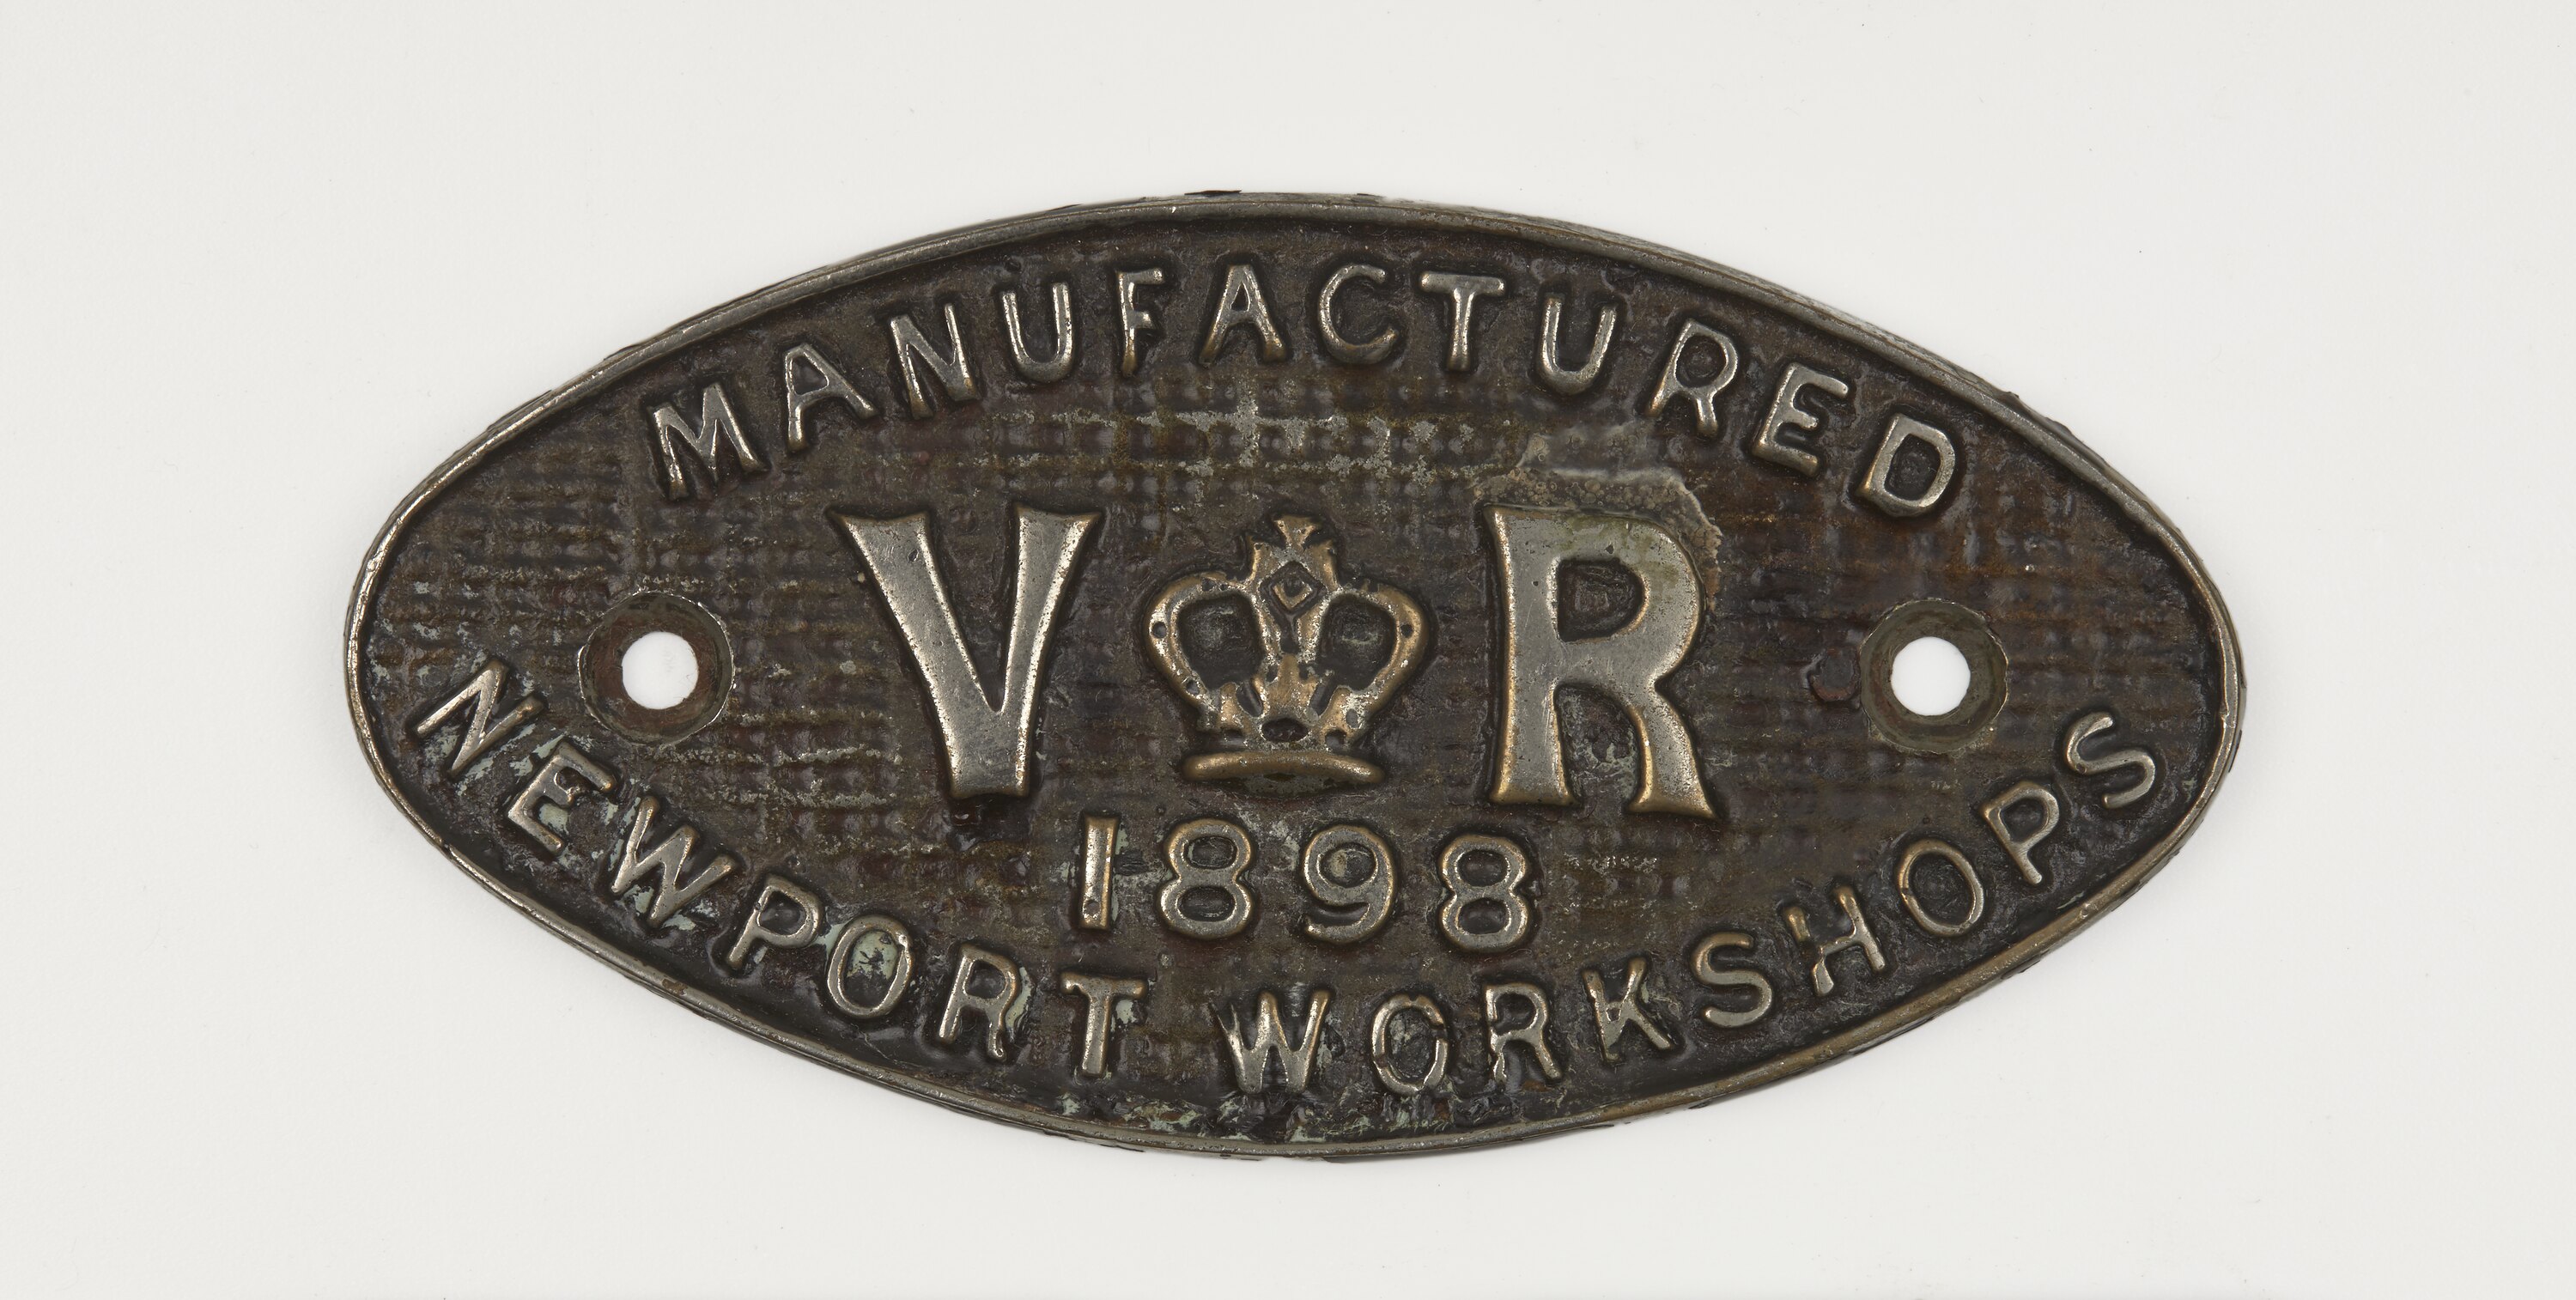 MANUFACTURED
V R
1898
NEWPORT WORKSHOPS